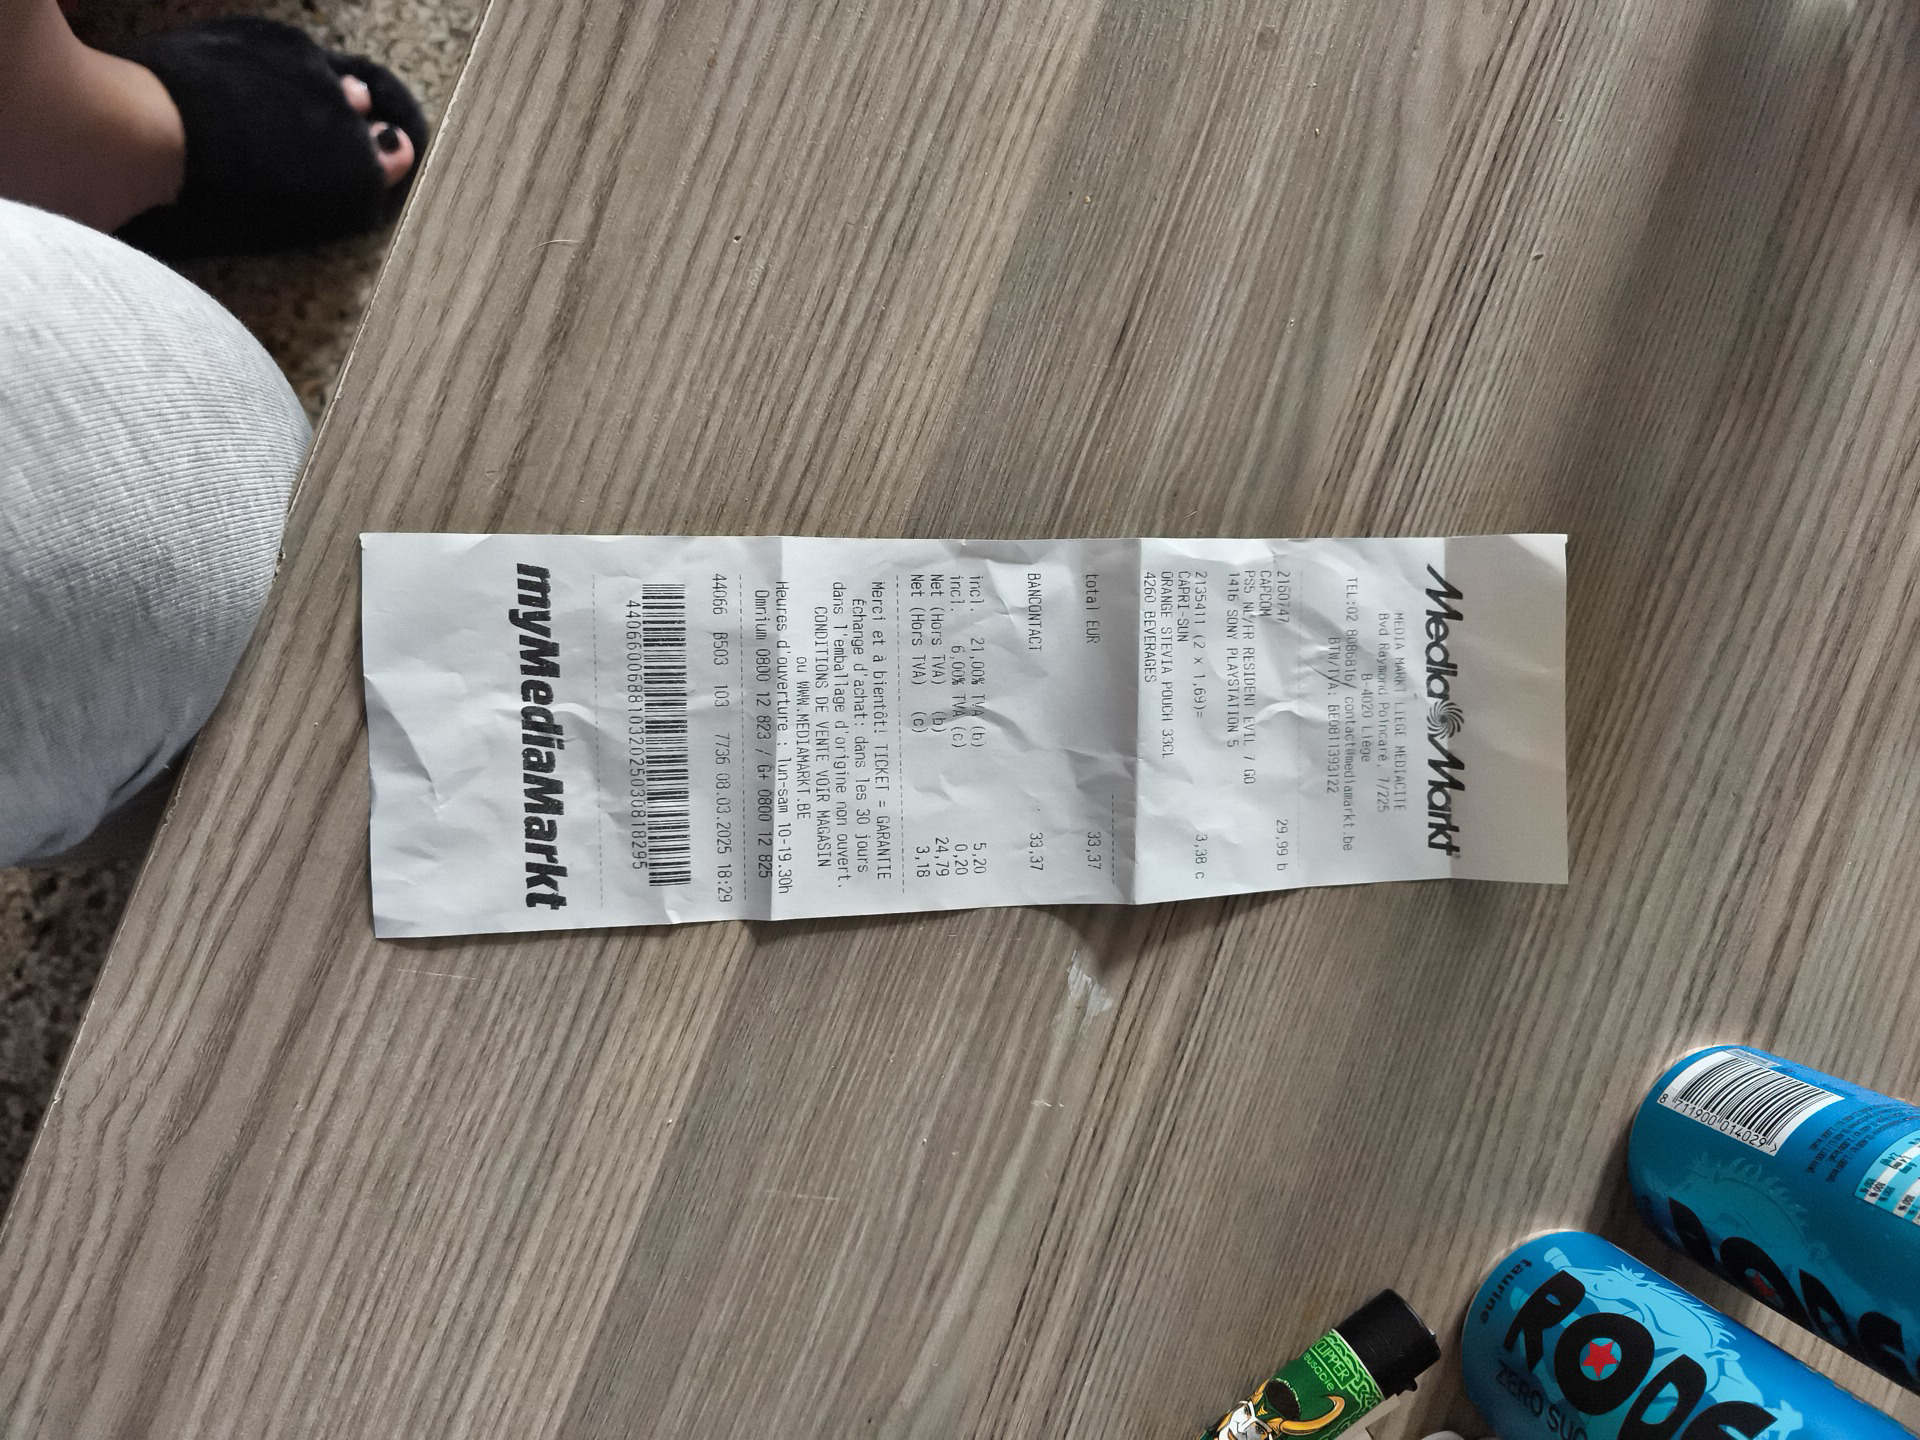 MediaMarkt
MEDIA MARKT LIEGE MEDIACITE
Bvd Raymond Poincaré, 7/225
B-4020 Liège
TEL:02 8086816/ contact@mediamarkt.be
BTW/TVA: BE0811393122
2160747 29,99 b
CAPCOM
PS5 NL/FR RESIDENT EVIL 7 GO
1416 SONY PLAYSTATION 5
2135411 (2 x 1,69)= 3,38 c
CAPRI-SUN
ORANGE STEVIA POUCH 33CL
4260 BEVERAGES
total EUR 33,37
BANCONTACT 33,37
incl. 21,00% TVA (b) 5,20
incl. 6,00% TVA (c) 0,20
Net (Hors TVA) (b) 24,79
Net (Hors TVA) (c) 3,18
Merci et à bientôt! TICKET = GARANTIE
Échange d'achat: dans les 30 jours
dans l'emballage d'origine non ouvert.
CONDITIONS DE VENTE VOIR MAGASIN
ou WWW.MEDIAMARKT.BE
Heures d'ouverture : lun-sam 10-19.30h
Omnium 0800 12 823 / G+ 0800 12 825
44066 B503 103 7736 08.03.2025 18:29
myMediaMarkt
8 711900 014029 >
taurine
RODE
ZERO
CLIPPER
reusable